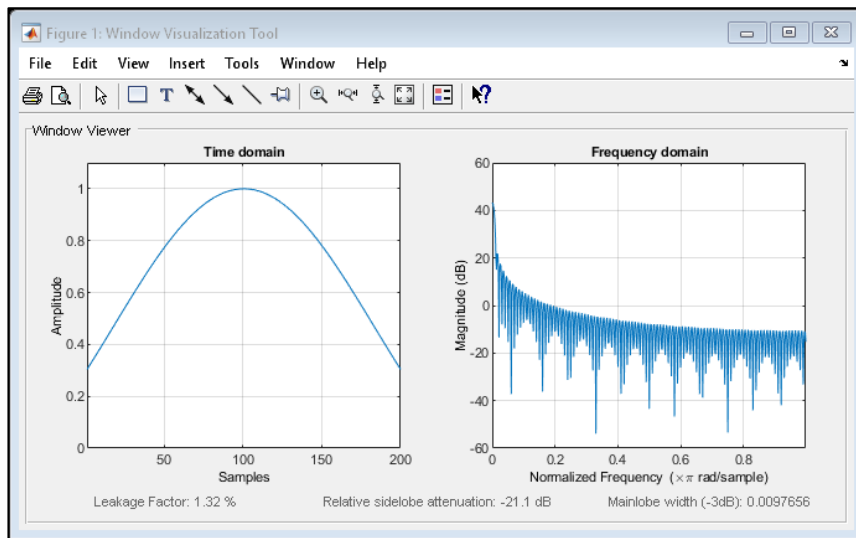 Figure 1: Window Visualization Tool
File Edit View Insert Tools Window Help
T
?
Window Viewer
Time domain
1
0.8
0.6
0.4
0.2
0
50 100 150 200
Amplitude
Samples
Frequency domain
60
40
20
0
-20
-40
-60
0 0.2 0.4 0.6 0.8
Magnitude (dB)
Normalized Frequency (×π rad/sample)
Leakage Factor: 1.32 % Relative sidelobe attenuation: -21.1 dB Mainlobe width (-3dB): 0.0097656